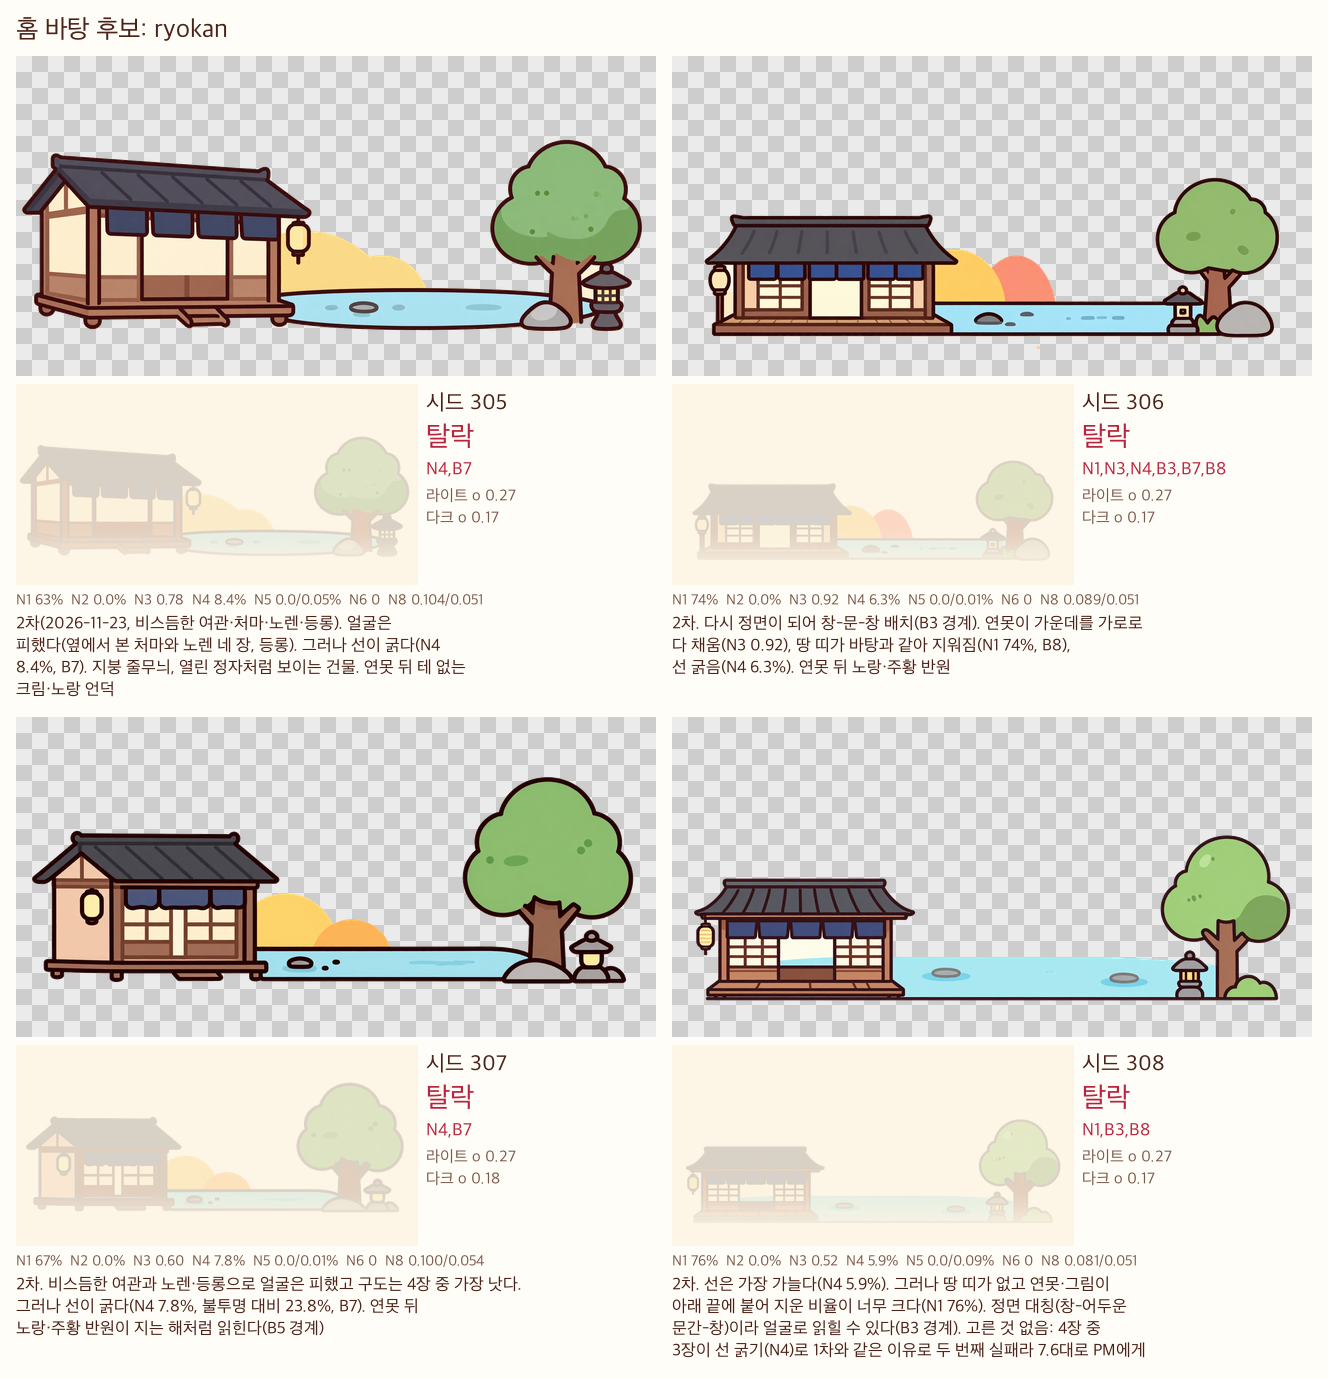 홈 바탕 후보: ryokan
시드 305
탈락
N4,B7
라이트 o 0.27
다크 o 0.17
N1 63% N2 0.0% N3 0.78 N4 8.4% N5 0.0/0.05% N6 0 N8 0.104/0.051
2차(2026-11-23, 비스듬한 여관·처마·노렌·등롱). 얼굴은
피했다(옆에서 본 처마와 노렌 네 장, 등롱). 그러나 선이 굵다(N4
8.4%, B7). 지붕 줄무늬, 열린 정자처럼 보이는 건물. 연못 뒤 테 없는
크림·노랑 언덕
시드 306
탈락
N1,N3,N4,B3,B7,B8
라이트 o 0.27
다크 o 0.17
N1 74% N2 0.0% N3 0.92 N4 6.3% N5 0.0/0.01% N6 0 N8 0.089/0.051
2차. 다시 정면이 되어 창-문-창 배치(B3 경계). 연못이 가운데를 가로로
다 채움(N3 0.92), 땅 띠가 바탕과 같아 지워짐(N1 74%, B8),
선 굵음(N4 6.3%). 연못 뒤 노랑·주황 반원
시드 307
탈락
N4,B7
라이트 o 0.27
다크 o 0.18
N1 67% N2 0.0% N3 0.60 N4 7.8% N5 0.0/0.01% N6 0 N8 0.100/0.054
2차. 비스듬한 여관과 노렌·등롱으로 얼굴은 피했고 구도는 4장 중 가장 낫다.
그러나 선이 굵다(N4 7.8%, 불투명 대비 23.8%, B7). 연못 뒤
노랑·주황 반원이 지는 해처럼 읽힌다(B5 경계)
시드 308
탈락
N1,B3,B8
라이트 o 0.27
다크 o 0.17
N1 76% N2 0.0% N3 0.52 N4 5.9% N5 0.0/0.09% N6 0 N8 0.081/0.051
2차. 선은 가장 가늘다(N4 5.9%). 그러나 땅 띠가 없고 연못·그림이
아래 끝에 붙어 지운 비율이 너무 크다(N1 76%). 정면 대칭(창-어두운
문간-창)이라 얼굴로 읽힐 수 있다(B3 경계). 고른 것 없음: 4장 중
3장이 선 굵기(N4)로 1차와 같은 이유로 두 번째 실패라 7.6대로 PM에게